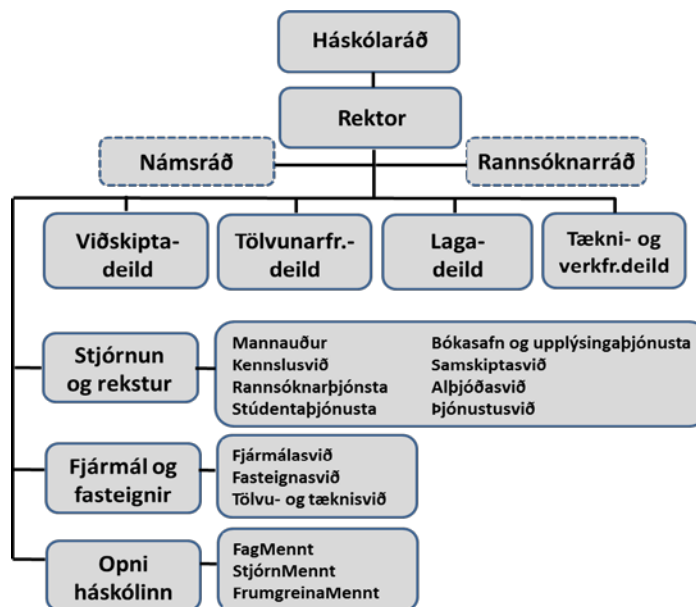 Háskólaráð
Rektor
Námsráð
Rannsóknarráð
Viðskipta-
deild
Tölvunarfr.-
deild
Laga-
deild
Tækni- og
verkfr.deild
Stjórnun
og rekstur
Mannauður
Kennslusvið
Rannsóknarþjónsta
Stúdentaþjónusta
Bókasafn og upplýsingaþjónusta
Samskiptasvið
Alþjóðasvið
Þjónustusvið
Fjármál og
fasteignir
Fjármálasvið
Fasteignasvið
Tölvu- og tæknisvið
Opni
háskólinn
FagMennt
StjórnMennt
FrumgreinaMennt